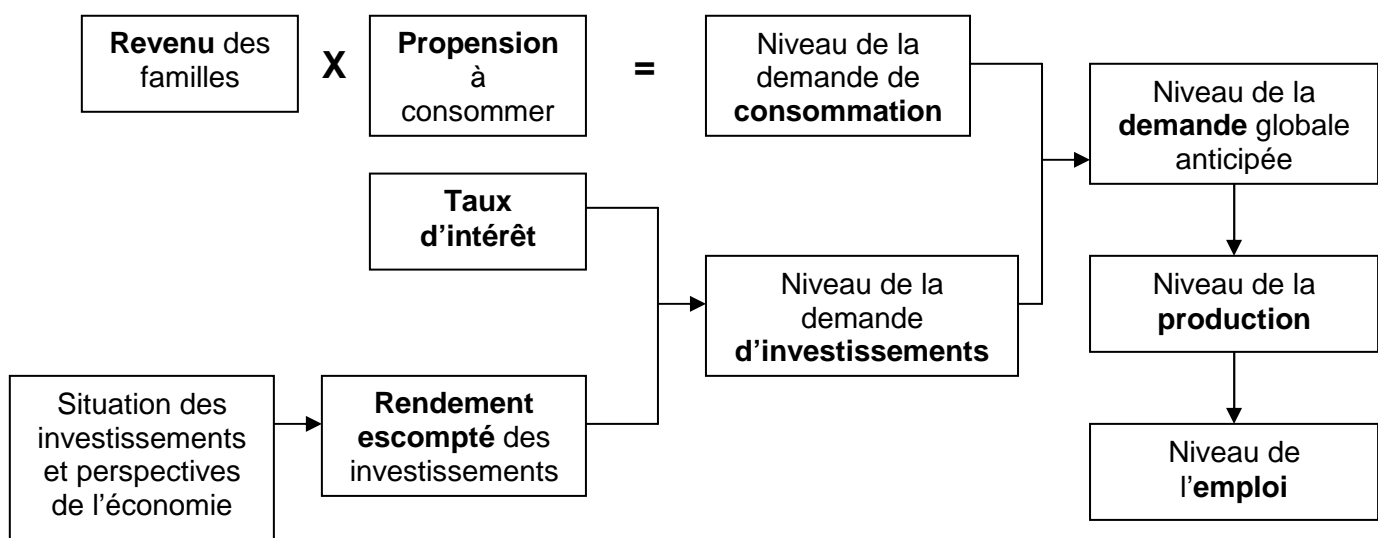 Revenu des
familles
X
Propension
à
consommer
=
Niveau de la
demande de
consommation
Niveau de la
demande globale
anticipée
Taux
d'intérêt
Niveau de la
demande
d'investissements
Niveau de la
production
Situation des
investissements
et perspectives
de l'économie
Rendement
escompté des
investissements
Niveau de
l'emploi